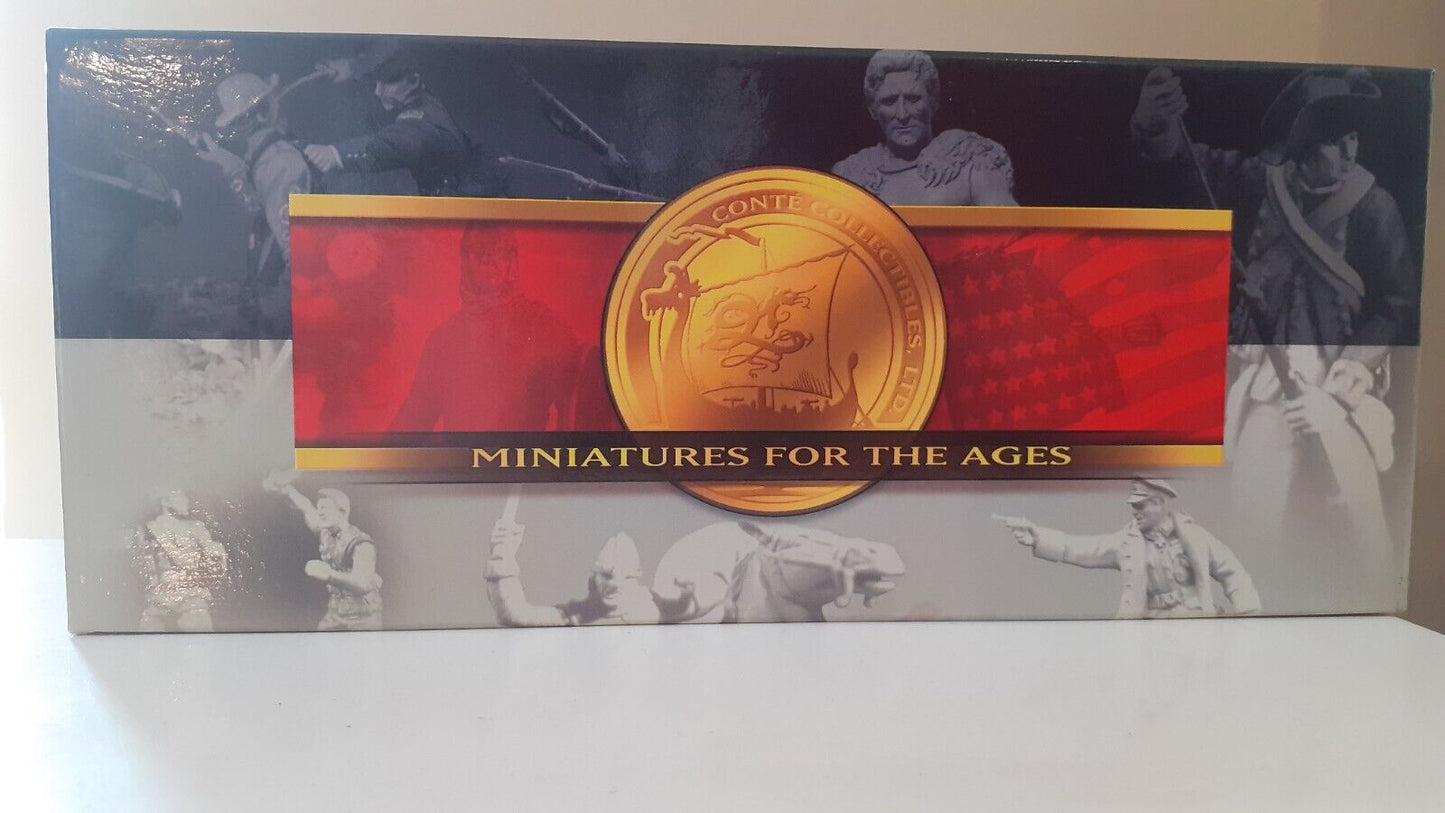 CONTE COLLECTIBLES, LTD.
MINIATURES FOR THE AGES